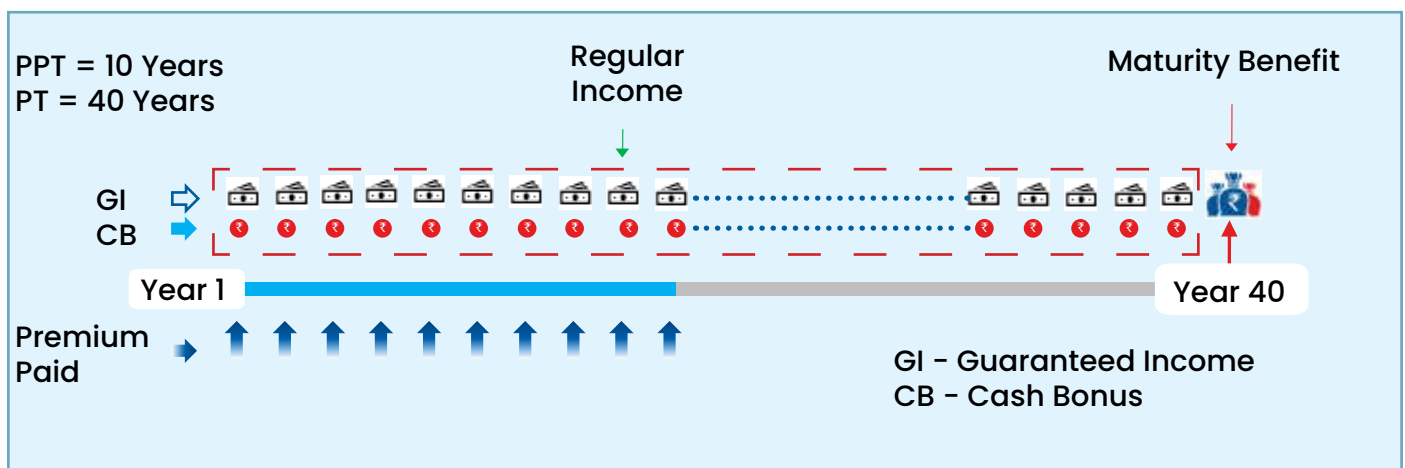 PPT = 10 Years
PT = 40 Years
Regular
Income
Maturity Benefit
GI
CB
Year 1
Year 40
Premium
Paid
GI – Guaranteed Income
CB – Cash Bonus